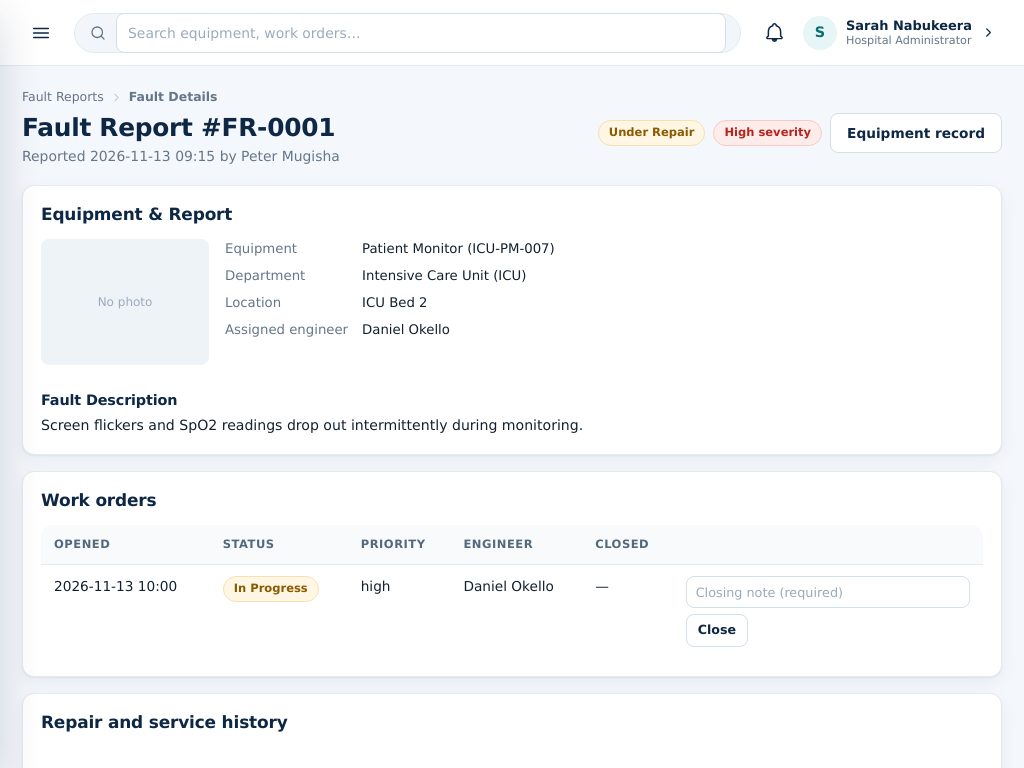 Search equipment, work orders...
S
Sarah Nabukeera
Hospital Administrator
Fault Reports
Fault Details
Fault Report #FR-0001
Reported 2026-11-13 09:15 by Peter Mugisha
Under Repair
High severity
Equipment record
Equipment & Report
No photo
Equipment Patient Monitor (ICU-PM-007)
Department Intensive Care Unit (ICU)
Location ICU Bed 2
Assigned engineer Daniel Okello
Fault Description
Screen flickers and SpO2 readings drop out intermittently during monitoring.
Work orders
OPENED STATUS PRIORITY ENGINEER CLOSED
2026-11-13 10:00 In Progress high Daniel Okello — Closing note (required)
Close
Repair and service history